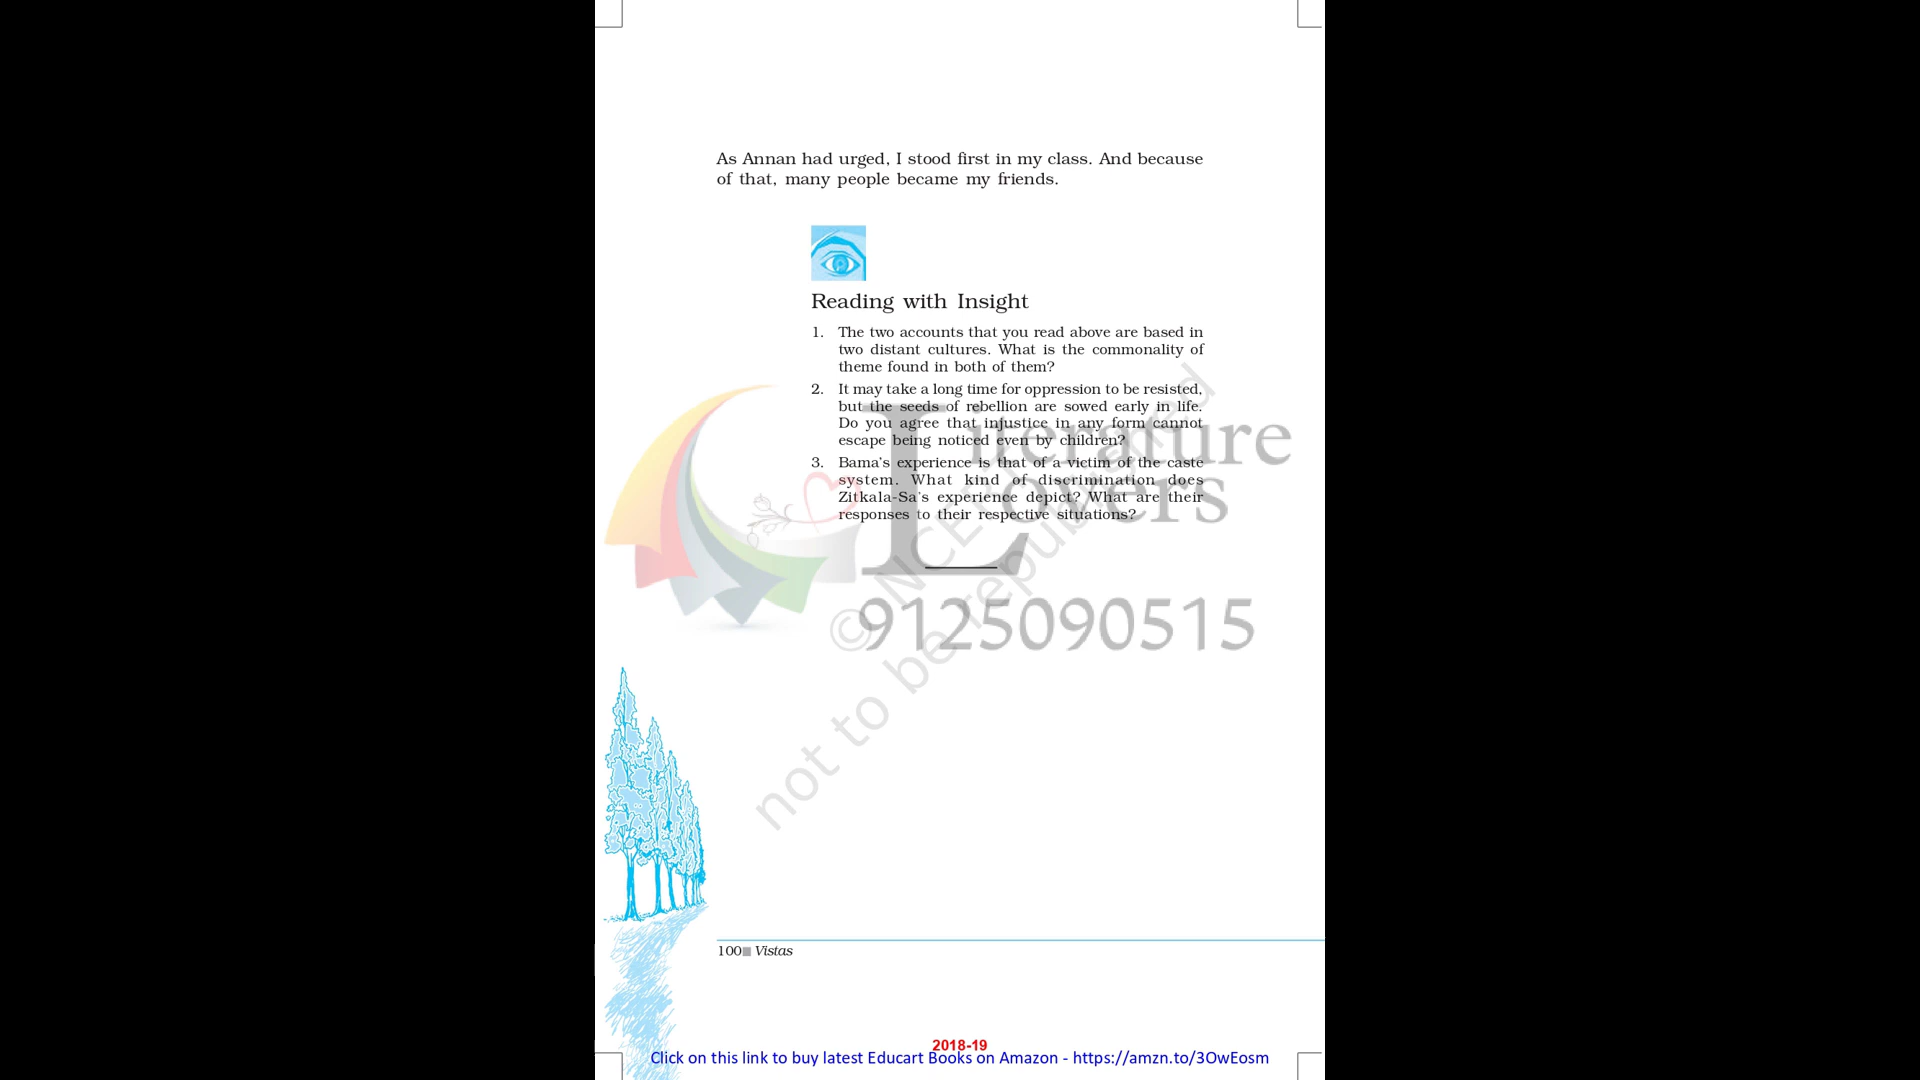 As Annan had urged, I stood first in my class. And because
of that, many people became my friends.
Reading with Insight
1. The two accounts that you read above are based in
two distant cultures. What is the commonality of
theme found in both of them?
2. It may take a long time for oppression to be resisted,
but the seeds of rebellion are sowed early in life.
Do you agree that injustice in any form cannot
escape being noticed even by children?
3. Bama's experience is that of a victim of the caste
system. What kind of discrimination does
Zitkala-Sa's experience depict? What are their
responses to their respective situations?
Literature
Lovers
9125090515
© NCERT
not to be republished
100 Vistas
2018-19
Click on this link to buy latest Educart Books on Amazon - https://amzn.to/3OwEosm